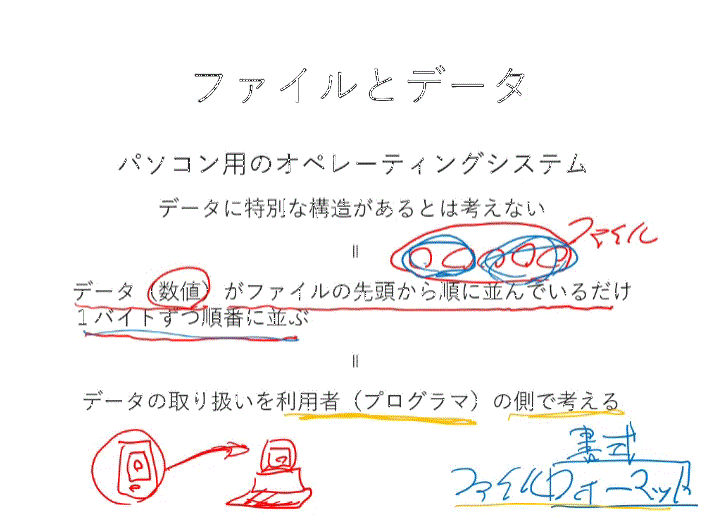 ファイルとデータ
パソコン用のオペレーティングシステム
データに特別な構造があるとは考えない
=
ファイル
データ（数値）がファイルの先頭から順に並んでいるだけ
１バイトずつ順番に並ぶ
=
データの取り扱いを利用者（プログラマ）の側で考える
書式
ファイルフォーマット